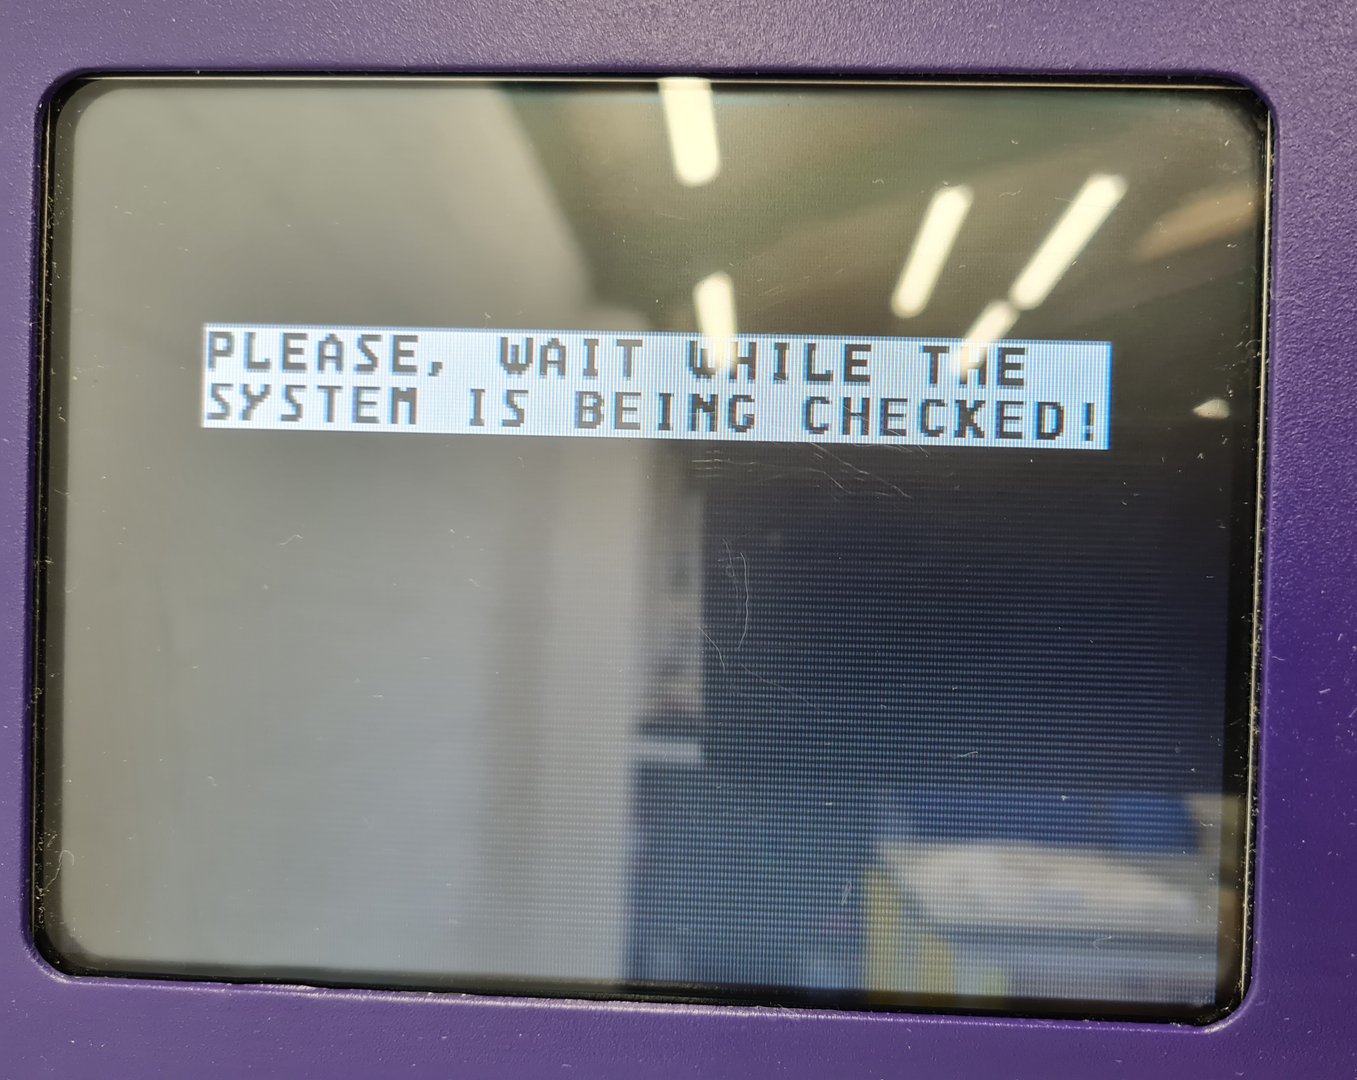 PLEASE, WAIT WHILE THE
SYSTEM IS BEING CHECKED!